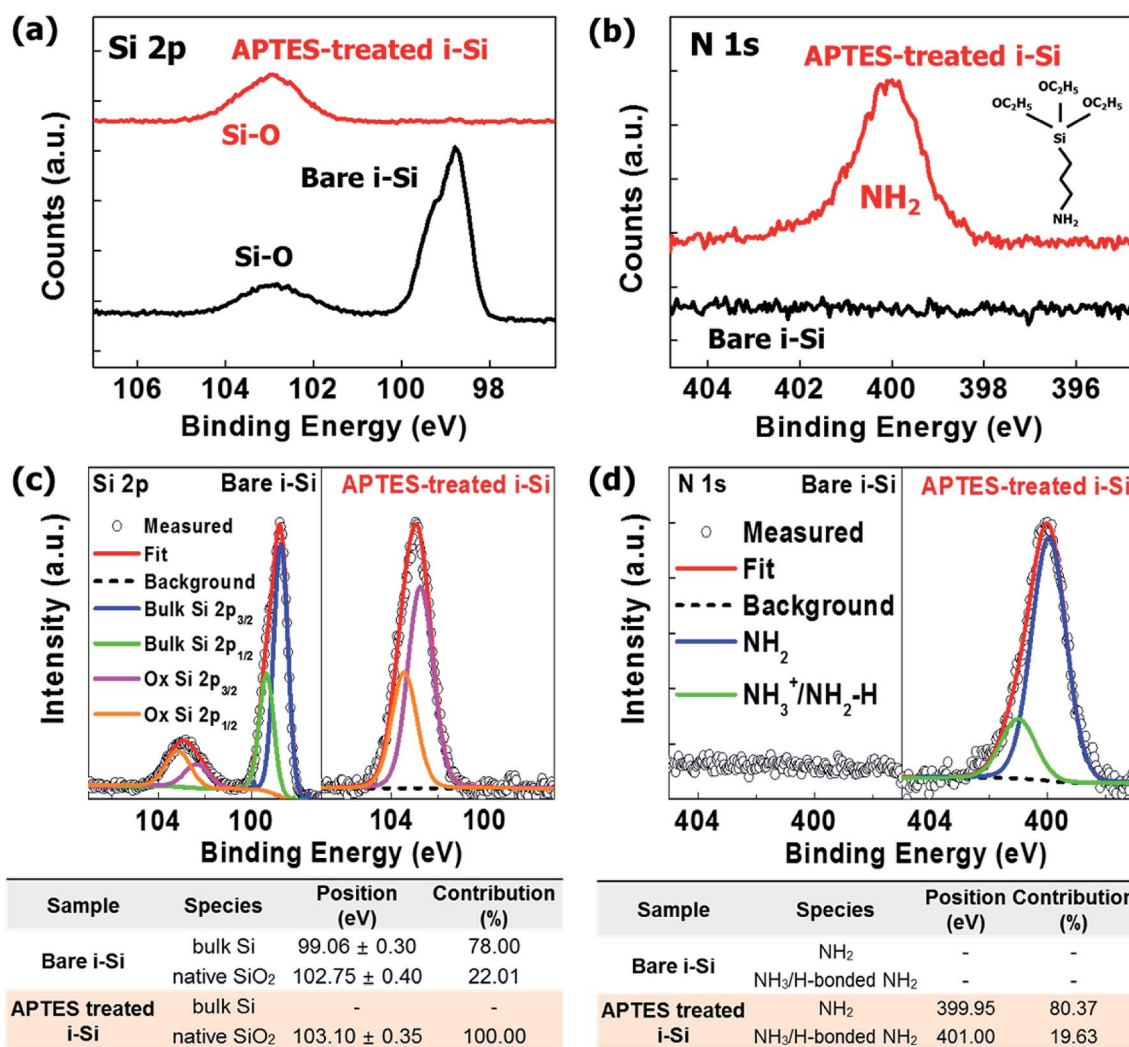 (a)
Si 2p
APTES-treated i-Si
Si-O
Bare i-Si
Si-O
Counts (a.u.)
106 104 102 100 98
Binding Energy (eV)
(b)
N 1s
APTES-treated i-Si
OC2H5
OC2H5 OC2H5
Si
NH2
NH2
Bare i-Si
Counts (a.u.)
404 402 400 398 396
Binding Energy (eV)
(c)
Si 2p Bare i-Si APTES-treated i-Si
Measured
Fit
Background
Bulk Si 2p3/2
Bulk Si 2p1/2
Ox Si 2p3/2
Ox Si 2p1/2
Intensity (a.u.)
104 100 104 100
Binding Energy (eV)
(d)
N 1s Bare i-Si APTES-treated i-Si
Measured
Fit
Background
NH2
NH3+/NH2-H
Intensity (a.u.)
404 400 404 400
Binding Energy (eV)
Sample Species Position (eV) Contribution (%)
Bare i-Si bulk Si 99.06 ± 0.30 78.00
native SiO2 102.75 ± 0.40 22.01
APTES treated i-Si bulk Si - -
native SiO2 103.10 ± 0.35 100.00
Sample Species Position (eV) Contribution (%)
Bare i-Si NH2 - -
NH3/H-bonded NH2 - -
APTES treated i-Si NH2 399.95 80.37
NH3/H-bonded NH2 401.00 19.63